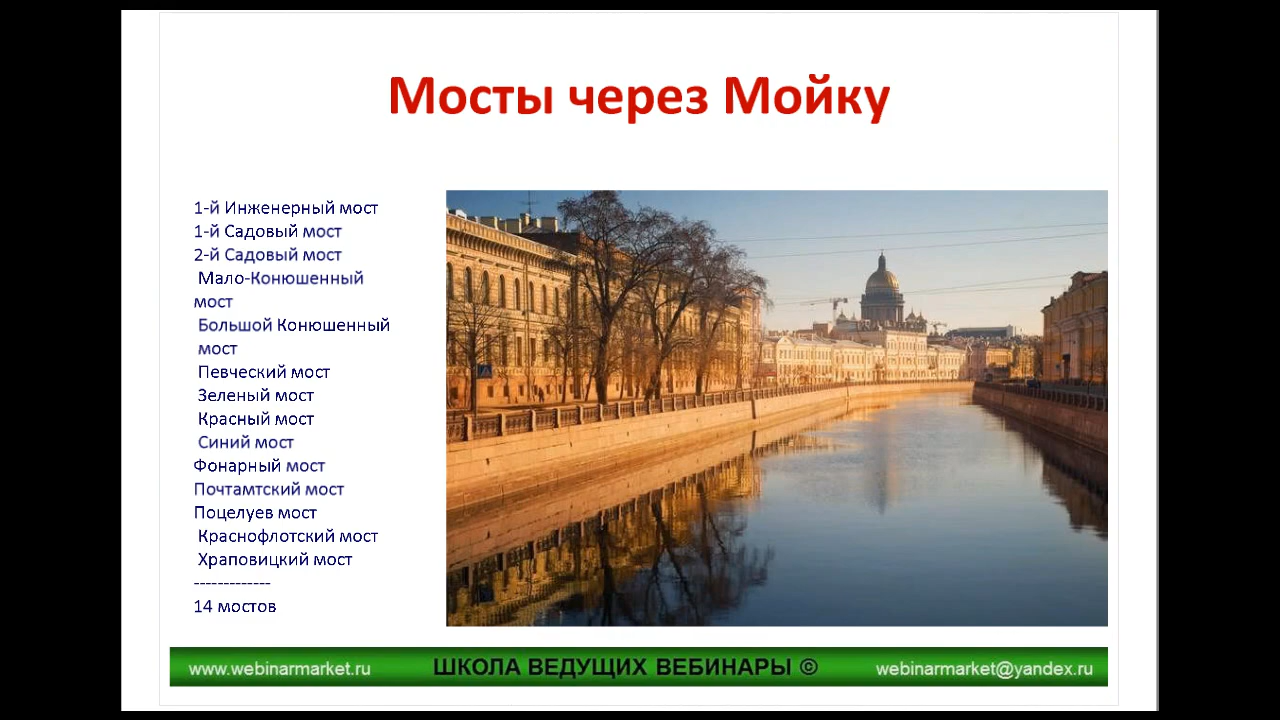 Мосты через Мойку
1-й Инженерный мост
1-й Садовый мост
2-й Садовый мост
Мало-Конюшенный
мост
Большой Конюшенный
мост
Певческий мост
Зеленый мост
Красный мост
Синий мост
Фонарный мост
Почтамтский мост
Поцелуев мост
Краснофлотский мост
Храповицкий мост
-------------
14 мостов
www.webinarmarket.ru ШКОЛА ВЕДУЩИХ ВЕБИНАРЫ © webinarmarket@yandex.ru